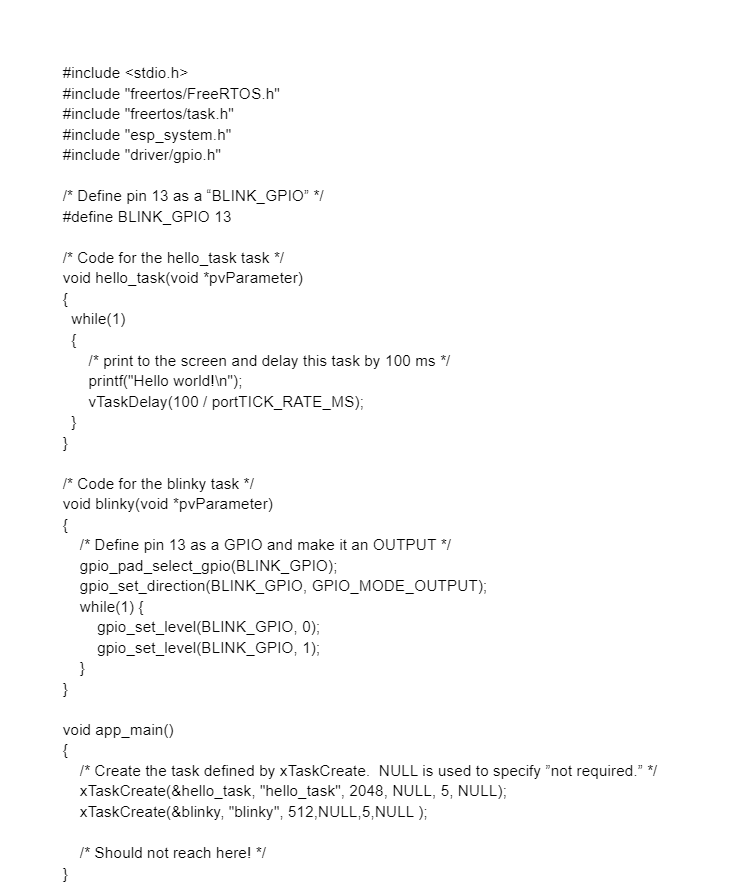 #include <stdio.h>
#include "freertos/FreeRTOS.h"
#include "freertos/task.h"
#include "esp_system.h"
#include "driver/gpio.h"
/* Define pin 13 as a “BLINK_GPIO” */
#define BLINK_GPIO 13
/* Code for the hello_task task */
void hello_task(void *pvParameter)
{
while(1)
{
/* print to the screen and delay this task by 100 ms */
printf("Hello world!\n");
vTaskDelay(100 / portTICK_RATE_MS);
}
}
/* Code for the blinky task */
void blinky(void *pvParameter)
{
/* Define pin 13 as a GPIO and make it an OUTPUT */
gpio_pad_select_gpio(BLINK_GPIO);
gpio_set_direction(BLINK_GPIO, GPIO_MODE_OUTPUT);
while(1) {
gpio_set_level(BLINK_GPIO, 0);
gpio_set_level(BLINK_GPIO, 1);
}
}
void app_main()
{
/* Create the task defined by xTaskCreate.  NULL is used to specify ”not required.” */
xTaskCreate(&hello_task, "hello_task", 2048, NULL, 5, NULL);
xTaskCreate(&blinky, "blinky", 512,NULL,5,NULL );
/* Should not reach here! */
}